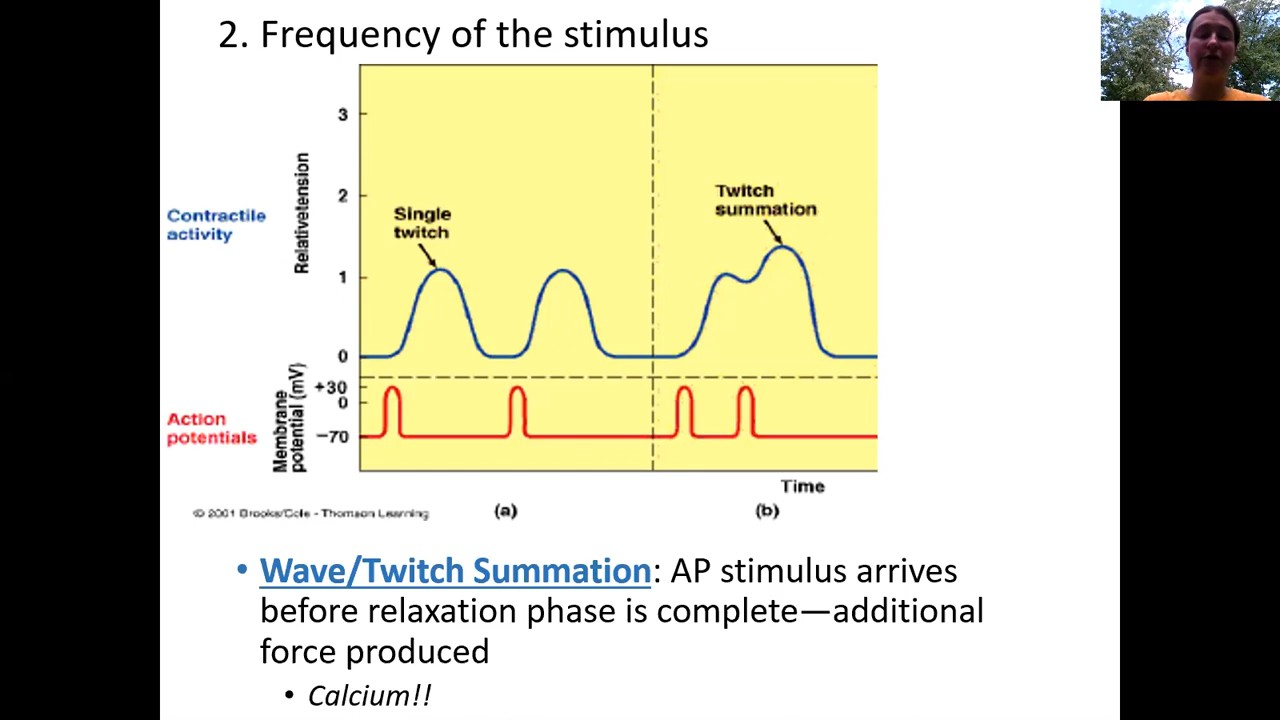 2. Frequency of the stimulus
3
2
1
0
Relativetension
Contractile
activity
Single
twitch
Twitch
summation
+30
0
−70
Membrane
potential (mV)
Action
potentials
Time
© 2001 Brooks/Cole - Thomson Learning
(a)
(b)
• Wave/Twitch Summation: AP stimulus arrives
before relaxation phase is complete—additional
force produced
• Calcium!!